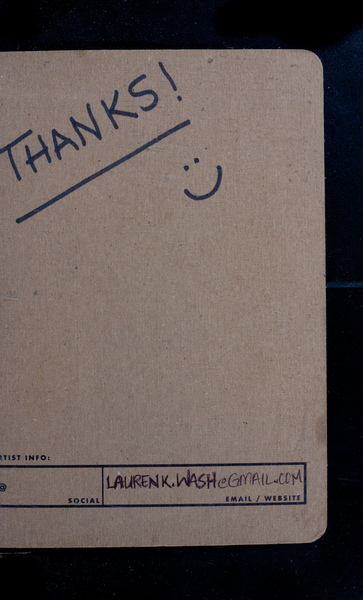 THANKS!
RTIST INFO:
@
SOCIAL
LAURENK.WASH@GMAIL.COM
EMAIL / WEBSITE